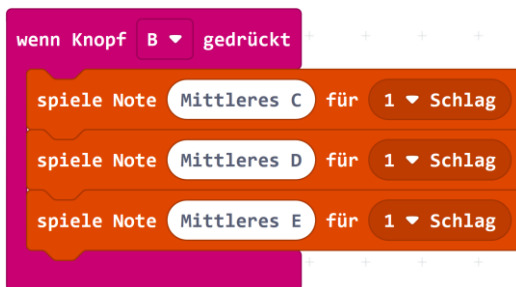 wenn Knopf B gedrückt
spiele Note Mittleres C für 1 Schlag
spiele Note Mittleres D für 1 Schlag
spiele Note Mittleres E für 1 Schlag